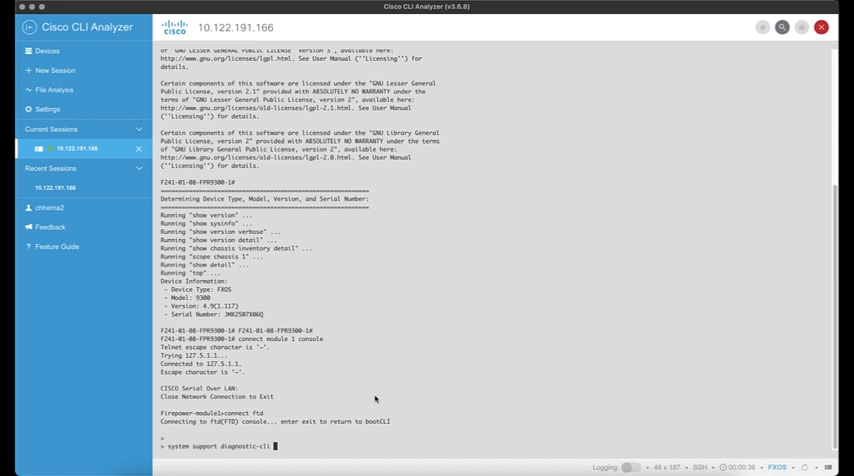 Cisco CLI Analyzer (v3.6.8)
Cisco CLI Analyzer
CISCO
10.122.191.166
Devices
New Session
File Analysis
Settings
Current Sessions
10.122.191.166
Recent Sessions
10.122.191.166
chhema2
Feedback
Feature Guide
of "GNU LESSER GENERAL PUBLIC LICENSE Version 3", available here:
http://www.gnu.org/licenses/lgpl.html. See User Manual (''Licensing'') for
details.
Certain components of this software are licensed under the "GNU Lesser General
Public License, version 2.1" provided with ABSOLUTELY NO WARRANTY under the
terms of "GNU Lesser General Public License, version 2", available here:
http://www.gnu.org/licenses/old-licenses/lgpl-2.1.html. See User Manual
(''Licensing'') for details.
Certain components of this software are licensed under the "GNU Library General
Public License, version 2" provided with ABSOLUTELY NO WARRANTY under the terms
of "GNU Library General Public License, version 2", available here:
http://www.gnu.org/licenses/old-licenses/lgpl-2.0.html. See User Manual
(''Licensing'') for details.
F241-01-08-FPR9300-1#
==========================================================
Determining Device Type, Model, Version, and Serial Number:
==========================================================
Running "show version" ...
Running "show sysinfo" ...
Running "show version verbose" ...
Running "show version detail" ...
Running "show chassis inventory detail" ...
Running "scope chassis 1" ...
Running "show detail" ...
Running "top" ...
Device Information:
- Device Type: FXOS
- Model: 9300
- Version: 4.9(1.117)
- Serial Number: JMX2507X06Q
F241-01-08-FPR9300-1# F241-01-08-FPR9300-1#
F241-01-08-FPR9300-1# connect module 1 console
Telnet escape character is '~'.
Trying 127.5.1.1...
Connected to 127.5.1.1.
Escape character is '~'.
CISCO Serial Over LAN:
Close Network Connection to Exit
Firepower-module1>connect ftd
Connecting to ftd(FTD) console... enter exit to return to bootCLI
>
> system support diagnostic-cli
Logging: 48 x 187 SSH 00:00:36 FXOS